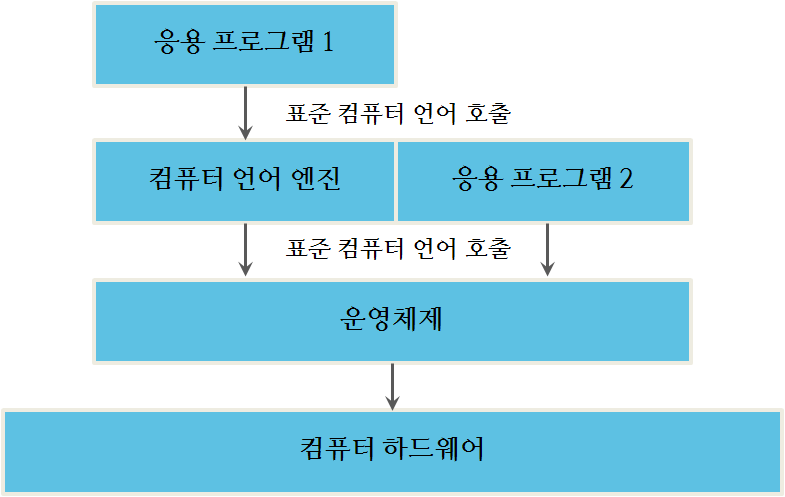 응용 프로그램 1
표준 컴퓨터 언어 호출
컴퓨터 언어 엔진
응용 프로그램 2
표준 컴퓨터 언어 호출
운영체제
컴퓨터 하드웨어